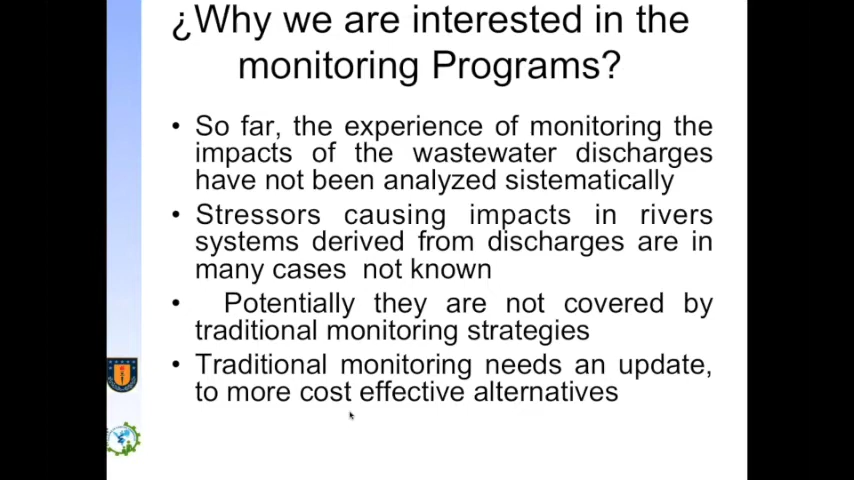 ¿Why we are interested in the
monitoring Programs?
• So far, the experience of monitoring the
impacts of the wastewater discharges
have not been analyzed sistematically
• Stressors causing impacts in rivers
systems derived from discharges are in
many cases not known
• Potentially they are not covered by
traditional monitoring strategies
• Traditional monitoring needs an update,
to more cost effective alternatives